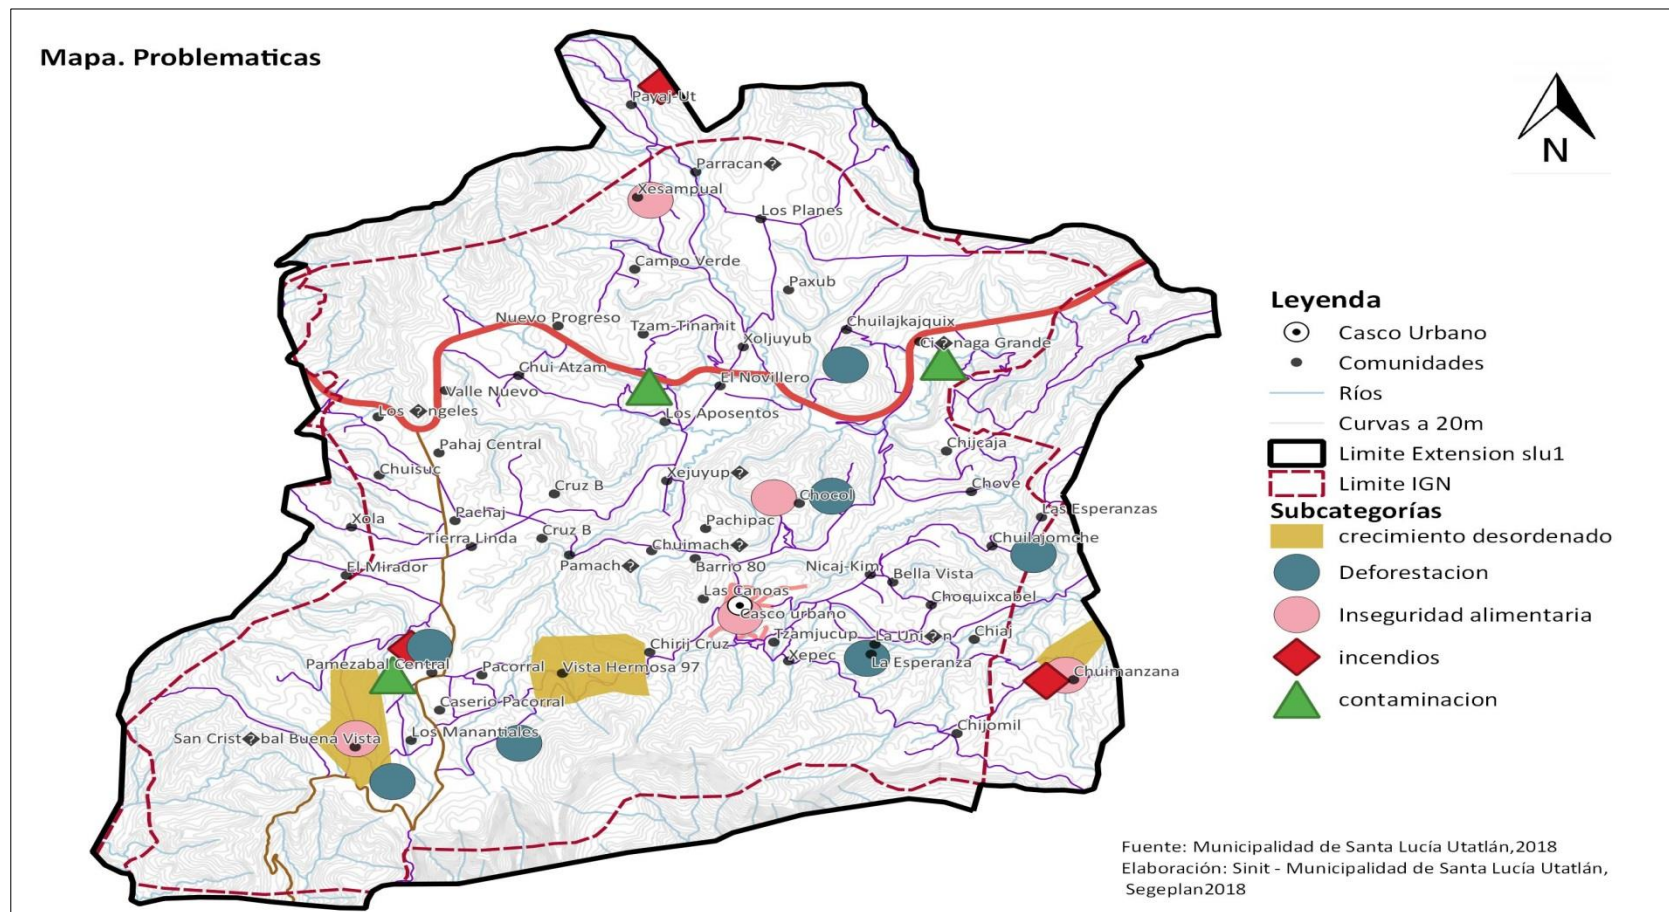 Mapa. Problematicas
Payaj-Ut
Parracan�
Xesampual
Los Planes
Campo Verde
Paxub
Nuevo Progreso
Tzam-Tinamit
Chuilajkajquix
Xoljuyub
Ci�naga Grande
Chui Atzam
El Novillero
Valle Nuevo
Los �ngeles
Los Aposentos
Pahaj Central
Chijcaja
Chuisuc
Xejuyup�
Cruz B
Chocol
Chove
Xola
Pachaj
Pachipac
Las Esperanzas
Tierra Linda
Cruz B
Chuimach�
Chuilajomche
El Mirador
Pamach�
Barrio 80
Nicaj-Kim
Bella Vista
Las Canoas
Casco urbano
Choquixcabel
Chirij Cruz
Tzamjucup
La Uni�n
Chiaj
Pamezabal Central
Pacorral
Vista Hermosa 97
Xepec
La Esperanza
Chuimanzana
Caserio Pacorral
San Crist�bal Buena Vista
Los Manantiales
Chijomil
N
Leyenda
Casco Urbano
Comunidades
Ríos
Curvas a 20m
Limite Extension slu1
Limite IGN
Subcategorías
crecimiento desordenado
Deforestacion
Inseguridad alimentaria
incendios
contaminacion
Fuente: Municipalidad de Santa Lucía Utatlán,2018
Elaboración: Sinit - Municipalidad de Santa Lucía Utatlán,
Segeplan2018